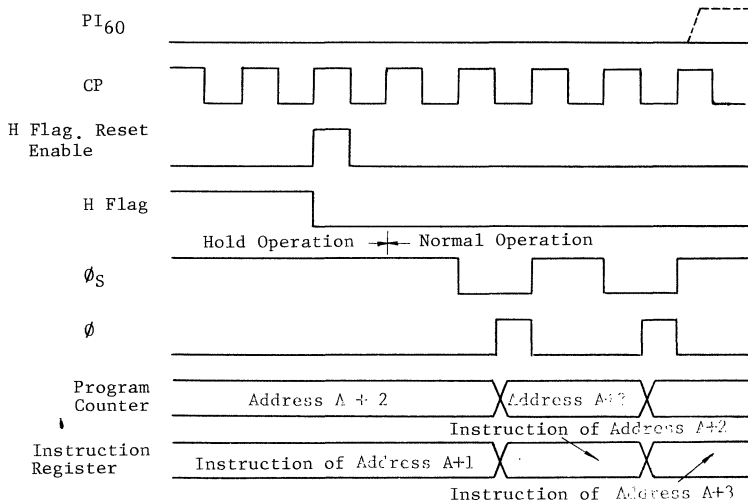 PI60
CP
H Flag. Reset
Enable
H Flag
Hold Operation
Normal Operation
ØS
Ø
Program
Counter
Address A + 2
Address
Instruction of Address A+2
Instruction
Register
Instruction of Address A+1
Instruction of Address A+3